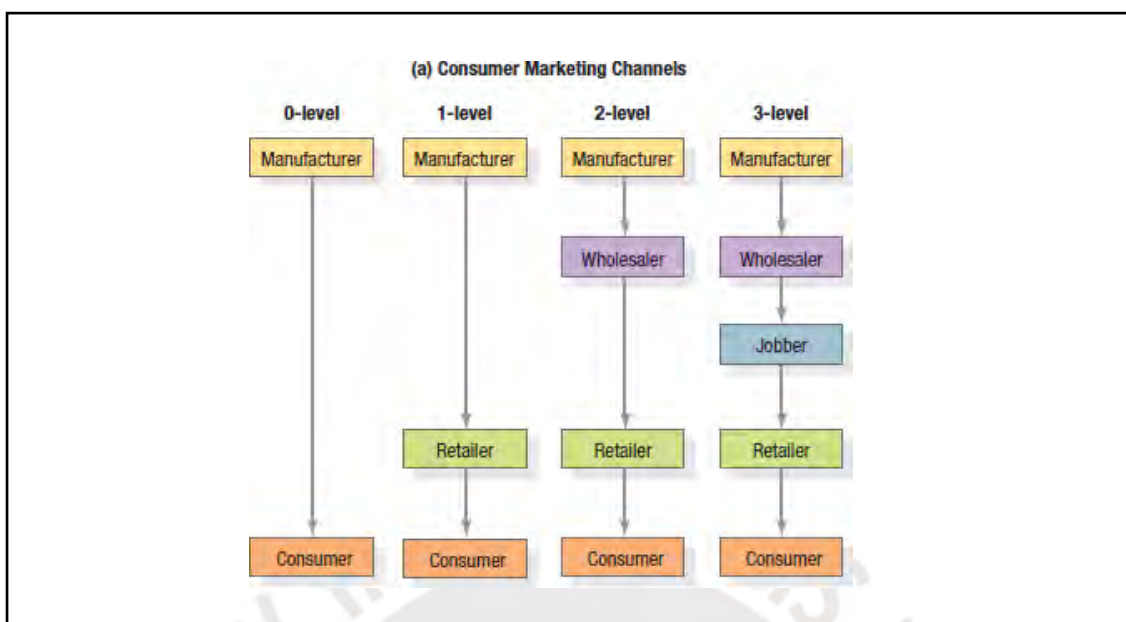 (a) Consumer Marketing Channels
0-level 1-level 2-level 3-level
Manufacturer Manufacturer Manufacturer Manufacturer
Wholesaler Wholesaler
Jobber
Retailer Retailer Retailer
Consumer Consumer Consumer Consumer